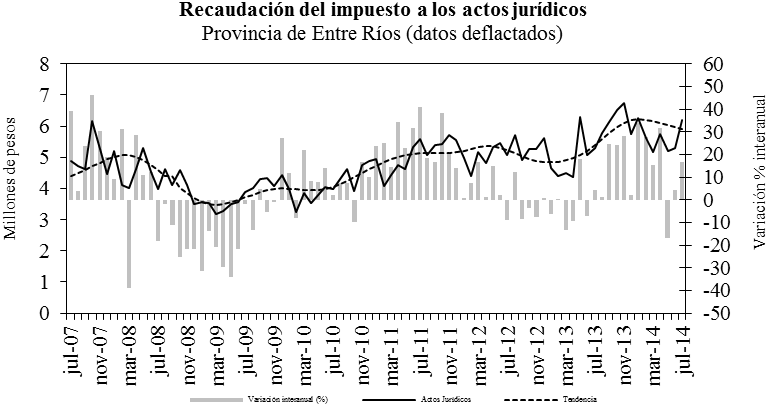 Recaudación del impuesto a los actos jurídicos
Provincia de Entre Ríos (datos deflactados)
Millones de pesos
8
7
6
5
4
3
2
1
0
60
50
40
30
20
10
0
-10
-20
-30
-40
-50
Variación % interanual
jul-07
nov-07
mar-08
jul-08
nov-08
mar-09
jul-09
nov-09
mar-10
jul-10
nov-10
mar-11
jul-11
nov-11
mar-12
jul-12
nov-12
mar-13
jul-13
nov-13
mar-14
jul-14
Variación interanual (%)
Actos Jurídicos
Tendencia